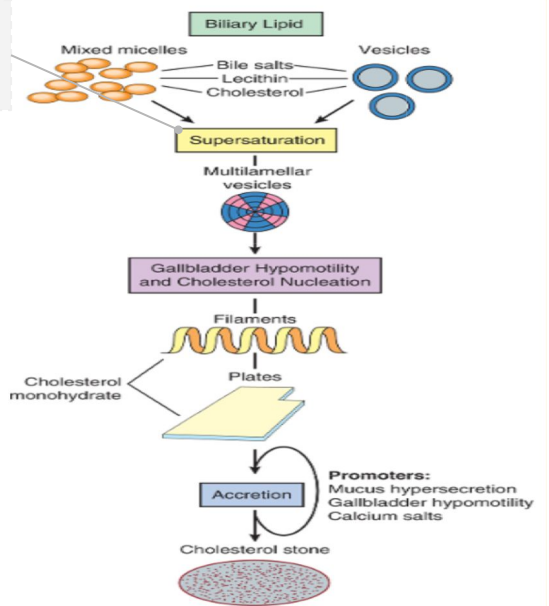 Biliary Lipid
Mixed micelles
Vesicles
Bile salts
Lecithin
Cholesterol
Supersaturation
Multilamellar
vesicles
Gallbladder Hypomotility
and Cholesterol Nucleation
Filaments
Cholesterol
monohydrate
Plates
Accretion
Promoters:
Mucus hypersecretion
Gallbladder hypomotility
Calcium salts
Cholesterol stone